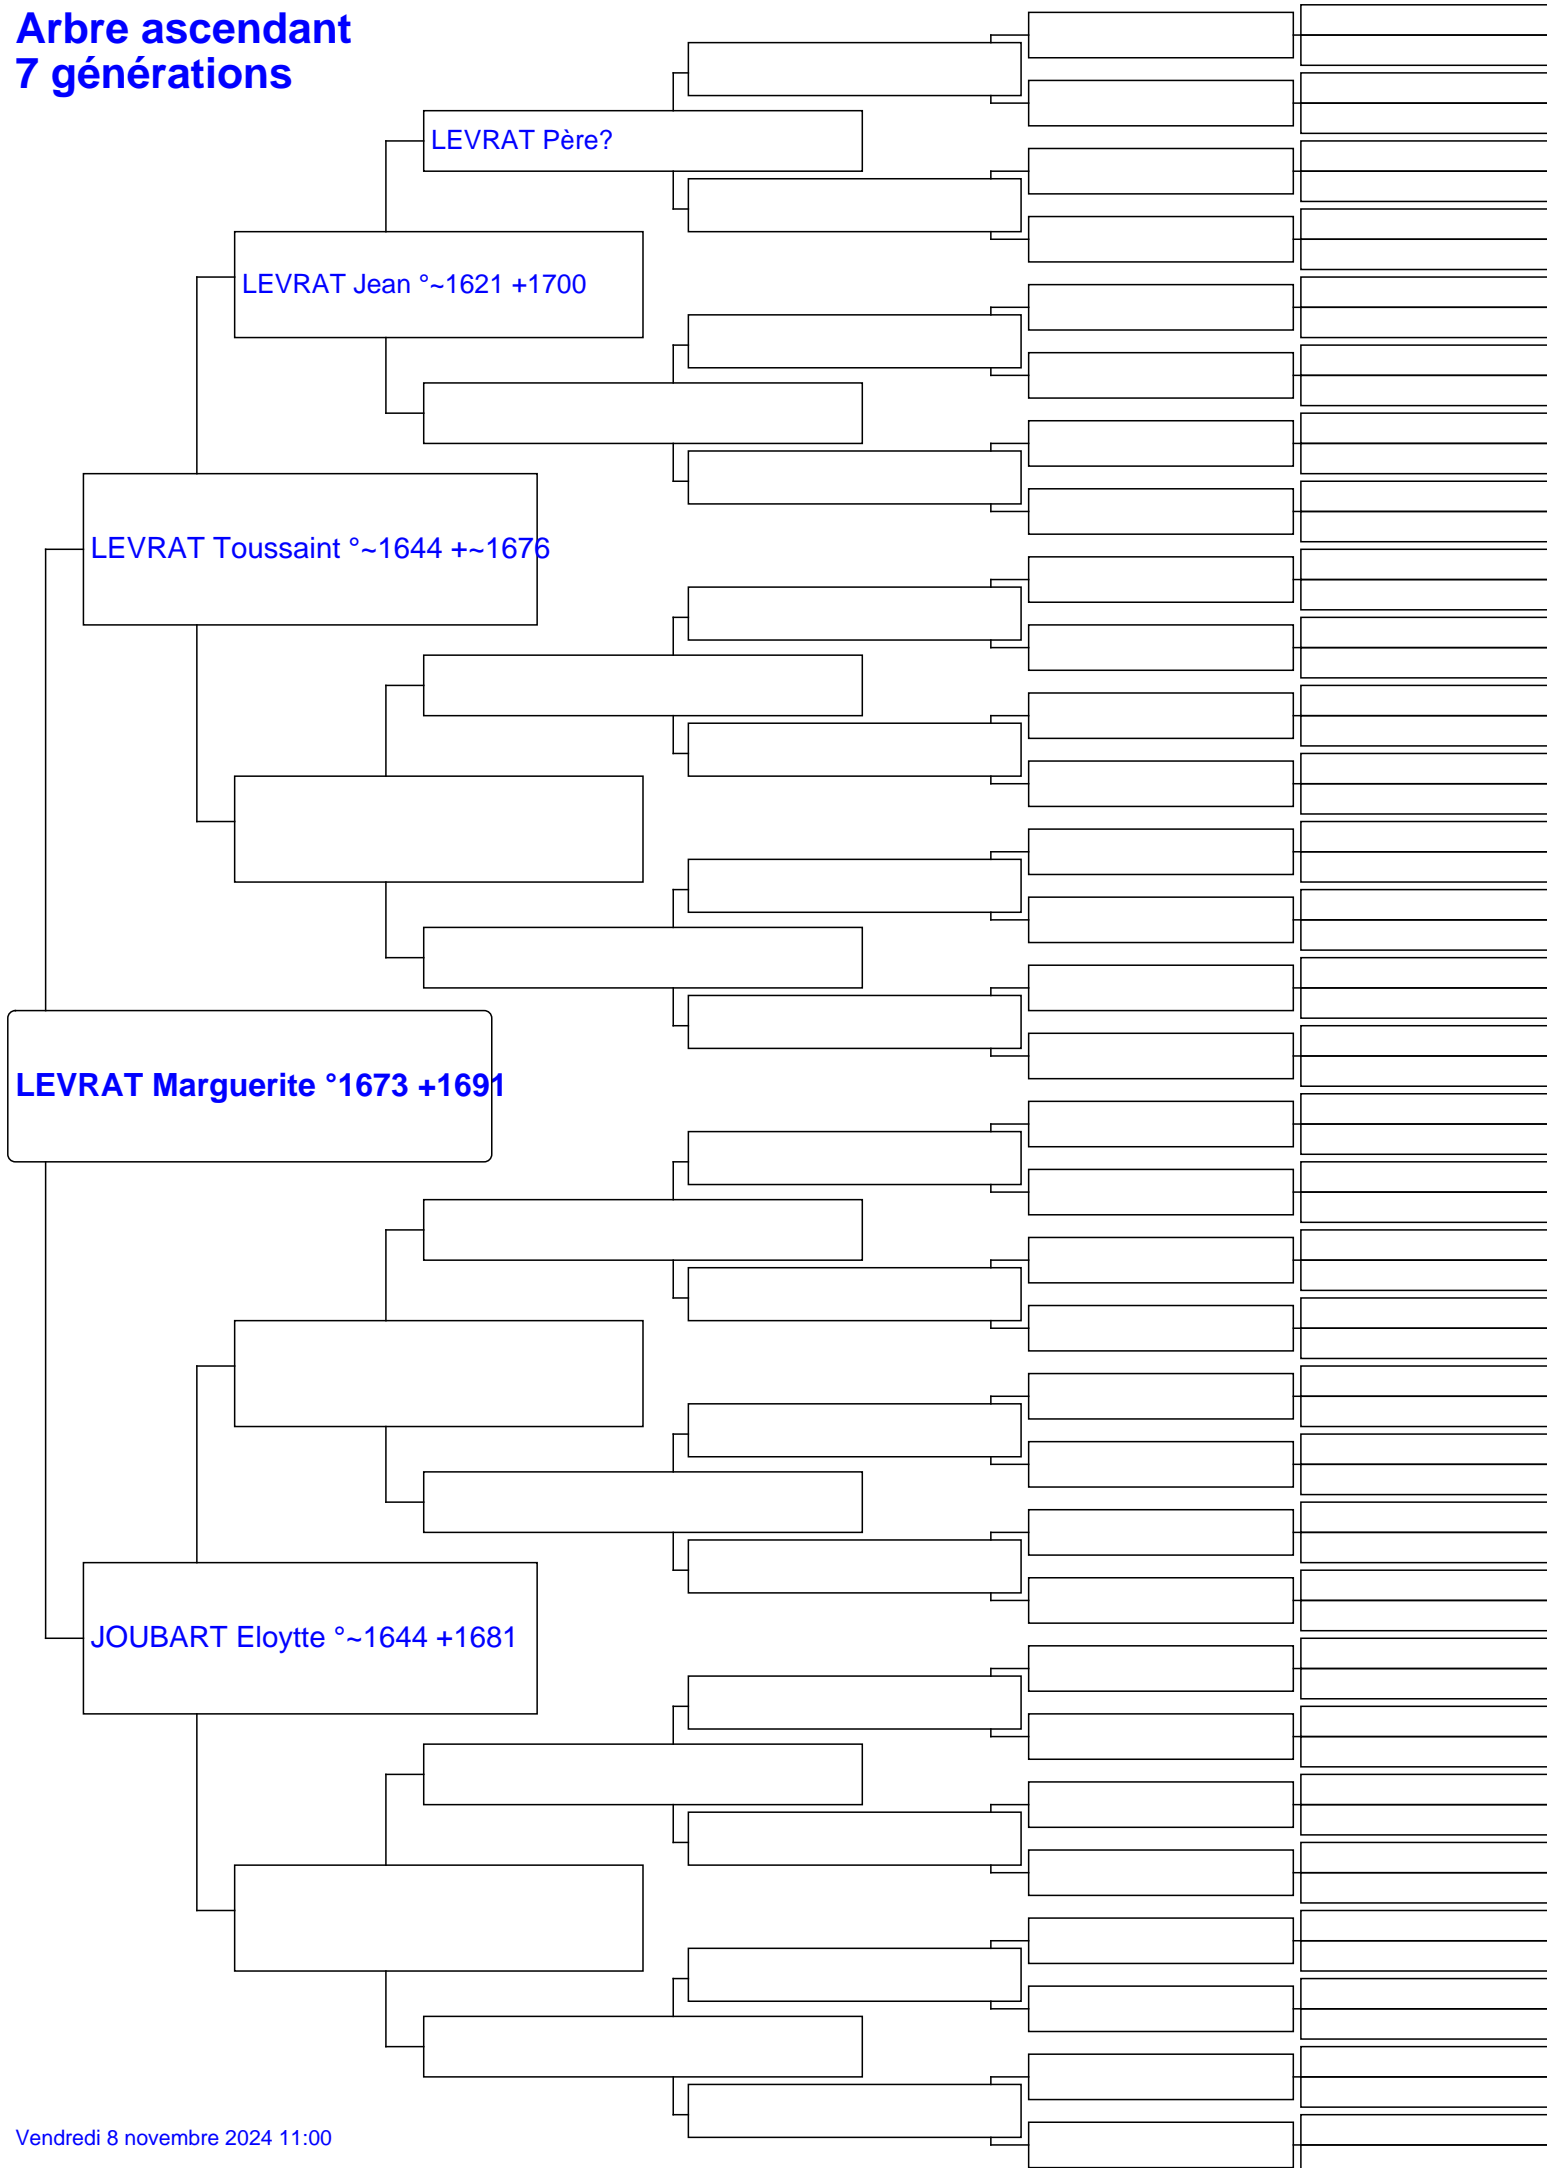 Arbre ascendant
7 générations
LEVRAT Père?
LEVRAT Jean °~1621 +1700
LEVRAT Toussaint °~1644 +~1676
LEVRAT Marguerite °1673 +1691
JOUBART Eloytte °~1644 +1681
Vendredi 8 novembre 2024 11:00